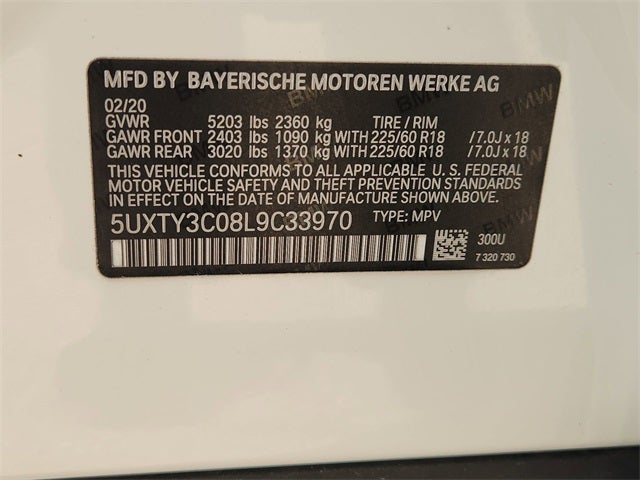 MFD BY BAYERISCHE MOTOREN WERKE AG
02/20
GVWR 5203 lbs 2360 kg TIRE / RIM
GAWR FRONT 2403 lbs 1090 kg WITH 225/60 R18 / 7.0J x 18
GAWR REAR 3020 lbs 1370 kg WITH 225/60 R18 / 7.0J x 18
THIS VEHICLE CONFORMS TO ALL APPLICABLE U. S. FEDERAL
MOTOR VEHICLE SAFETY AND THEFT PREVENTION STANDARDS
IN EFFECT ON THE DATE OF MANUFACTURE SHOWN ABOVE.
5UXTY3C08L9C33970 TYPE: MPV
300U
7 320 730